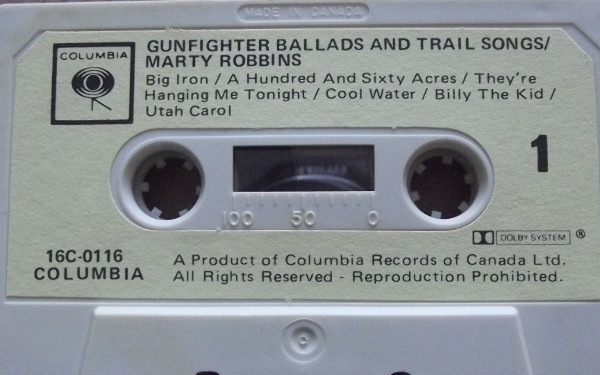 MADE IN CANADA
COLUMBIA
GUNFIGHTER BALLADS AND TRAIL SONGS/
MARTY ROBBINS
Big Iron / A Hundred And Sixty Acres / They're
Hanging Me Tonight / Cool Water / Billy The Kid /
Utah Carol
1
100 50 0
DOLBY SYSTEM ®
16C-0116
COLUMBIA
A Product of Columbia Records of Canada Ltd.
All Rights Reserved - Reproduction Prohibited.